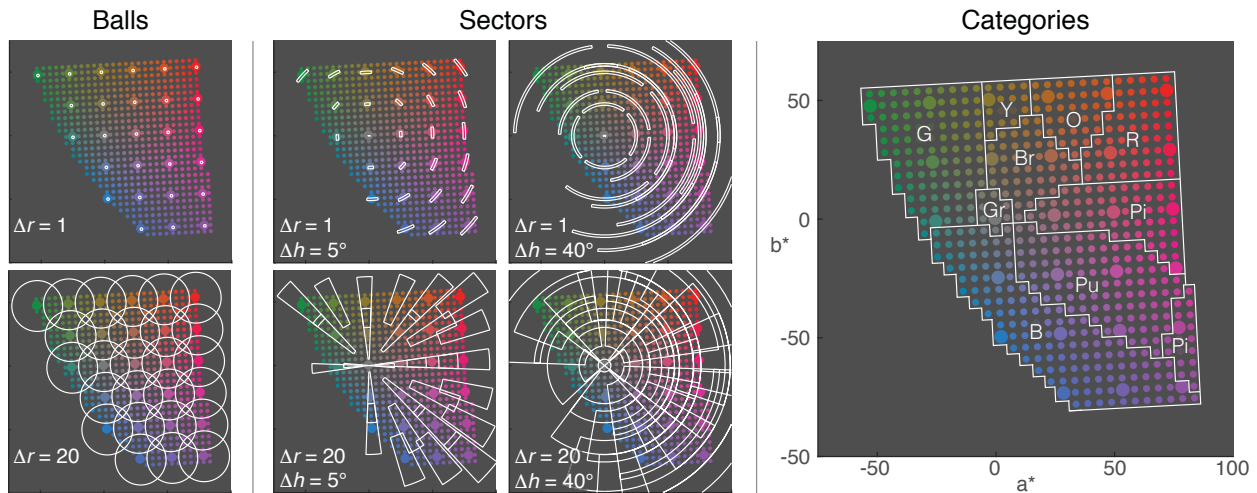 Balls
Sectors
Categories
Δr = 1
Δr = 1
Δh = 5°
Δr = 1
Δh = 40°
Δr = 20
Δr = 20
Δh = 5°
Δr = 20
Δh = 40°
50
0
b*
-50
-50
G
Y
O
R
Br
Gr
Pi
Pu
B
Pi
-50
0
50
100
a*